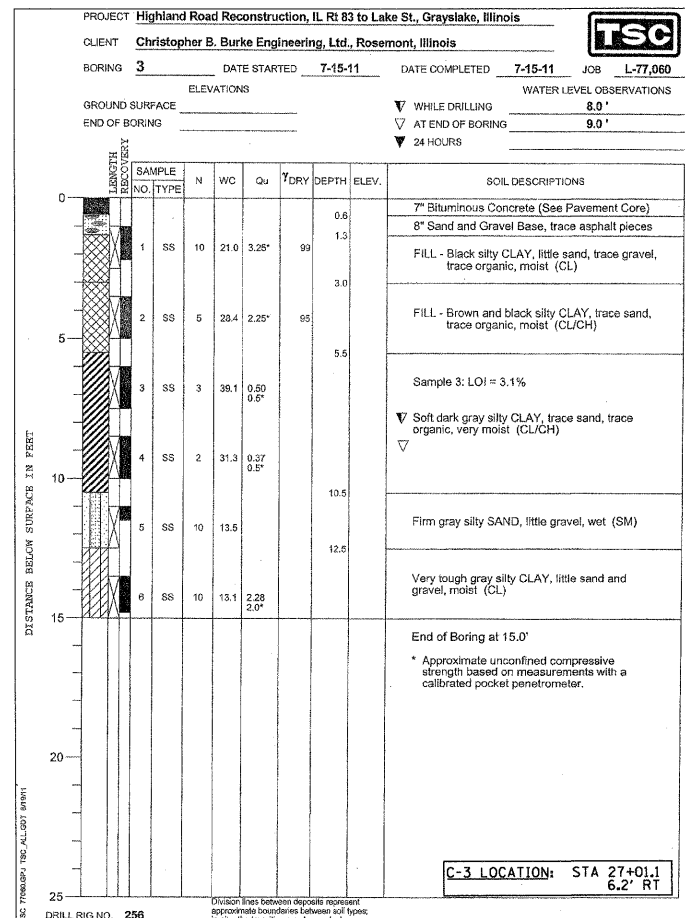 PROJECT Highland Road Reconstruction, IL Rt 83 to Lake St., Grayslake, Illinois
TSC
CLIENT Christopher B. Burke Engineering, Ltd., Rosemont, Illinois
BORING 3 DATE STARTED 7-15-11 DATE COMPLETED 7-15-11 JOB L-77,060
ELEVATIONS WATER LEVEL OBSERVATIONS
GROUND SURFACE WHILE DRILLING 8.0 '
END OF BORING AT END OF BORING 9.0 '
24 HOURS
LENGTH
RECOVERY
SAMPLE
NO. TYPE N WC Qu γDRY DEPTH ELEV. SOIL DESCRIPTIONS
0
7" Bituminous Concrete (See Pavement Core)
0.6
8" Sand and Gravel Base, trace asphalt pieces
1.3
1 SS 10 21.0 3.25* 99 FILL - Black silty CLAY, little sand, trace gravel,
trace organic, moist (CL)
3.0
2 SS 5 28.4 2.25* 95 FILL - Brown and black silty CLAY, trace sand,
trace organic, moist (CL/CH)
5
5.5
3 SS 3 39.1 0.50 Sample 3: LOI = 3.1%
0.5*
Soft dark gray silty CLAY, trace sand, trace
organic, very moist (CL/CH)
4 SS 2 31.3 0.37
0.5*
10
10.5
5 SS 10 13.5 Firm gray silty SAND, little gravel, wet (SM)
12.5
6 SS 10 13.1 2.28 Very tough gray silty CLAY, little sand and
2.0* gravel, moist (CL)
15
End of Boring at 15.0'
* Approximate unconfined compressive
strength based on measurements with a
calibrated pocket penetrometer.
DISTANCE BELOW SURFACE IN FEET
20
C-3 LOCATION: STA 27+01.1
6.2' RT
25
SC 77060.GPJ TSC_ALL.GDT 8/19/11
DRILL RIG NO. 256
Division lines between deposits represent
approximate boundaries between soil types;